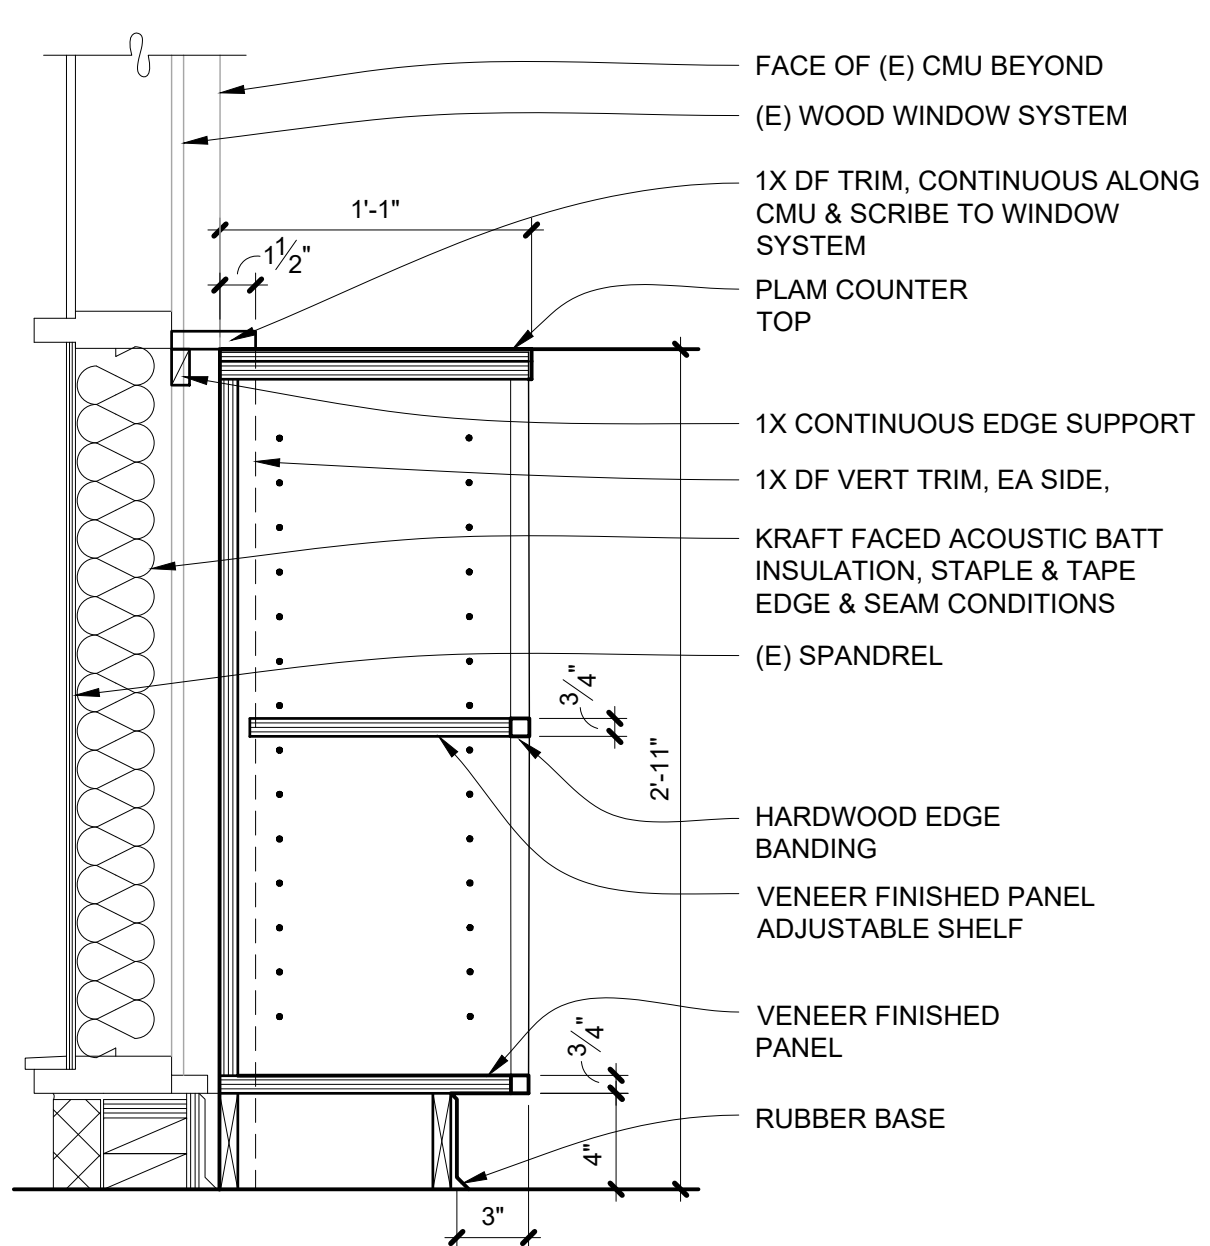 FACE OF (E) CMU BEYOND
(E) WOOD WINDOW SYSTEM
1X DF TRIM, CONTINUOUS ALONG
CMU & SCRIBE TO WINDOW
SYSTEM
1'-1"
1 1/2"
PLAM COUNTER
TOP
1X CONTINUOUS EDGE SUPPORT
1X DF VERT TRIM, EA SIDE,
KRAFT FACED ACOUSTIC BATT
INSULATION, STAPLE & TAPE
EDGE & SEAM CONDITIONS
(E) SPANDREL
3/4"
2'-11"
HARDWOOD EDGE
BANDING
VENEER FINISHED PANEL
ADJUSTABLE SHELF
VENEER FINISHED
PANEL
3/4"
RUBBER BASE
4"
3"